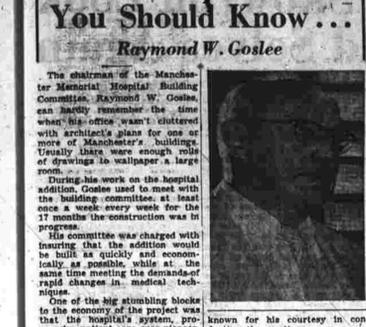 You Should Know...
Raymond W. Goslee
The chairman of the Manches-
ter Memorial Hospital Building
Committee, Raymond W. Goslee,
can hardly remember the time
when his office wasn't cluttered
with architect's plans for one or
more of Manchester's buildings.
Usually there were enough rolls
of drawings to wallpaper a large
room.
During his work on the hospital
addition, Goslee used to meet with
the building committee at least
once a week every week for the
17 months the construction was in
progress.
His committee was charged with
insuring that the addition would
be built as quickly and econom-
ically as possible, while at the
same time meeting the demands of
rapid changes in medical tech-
niques.
One of the big stumbling blocks
to the economy of the project was
that the hospital's system, pro-
known for his courtesy in con